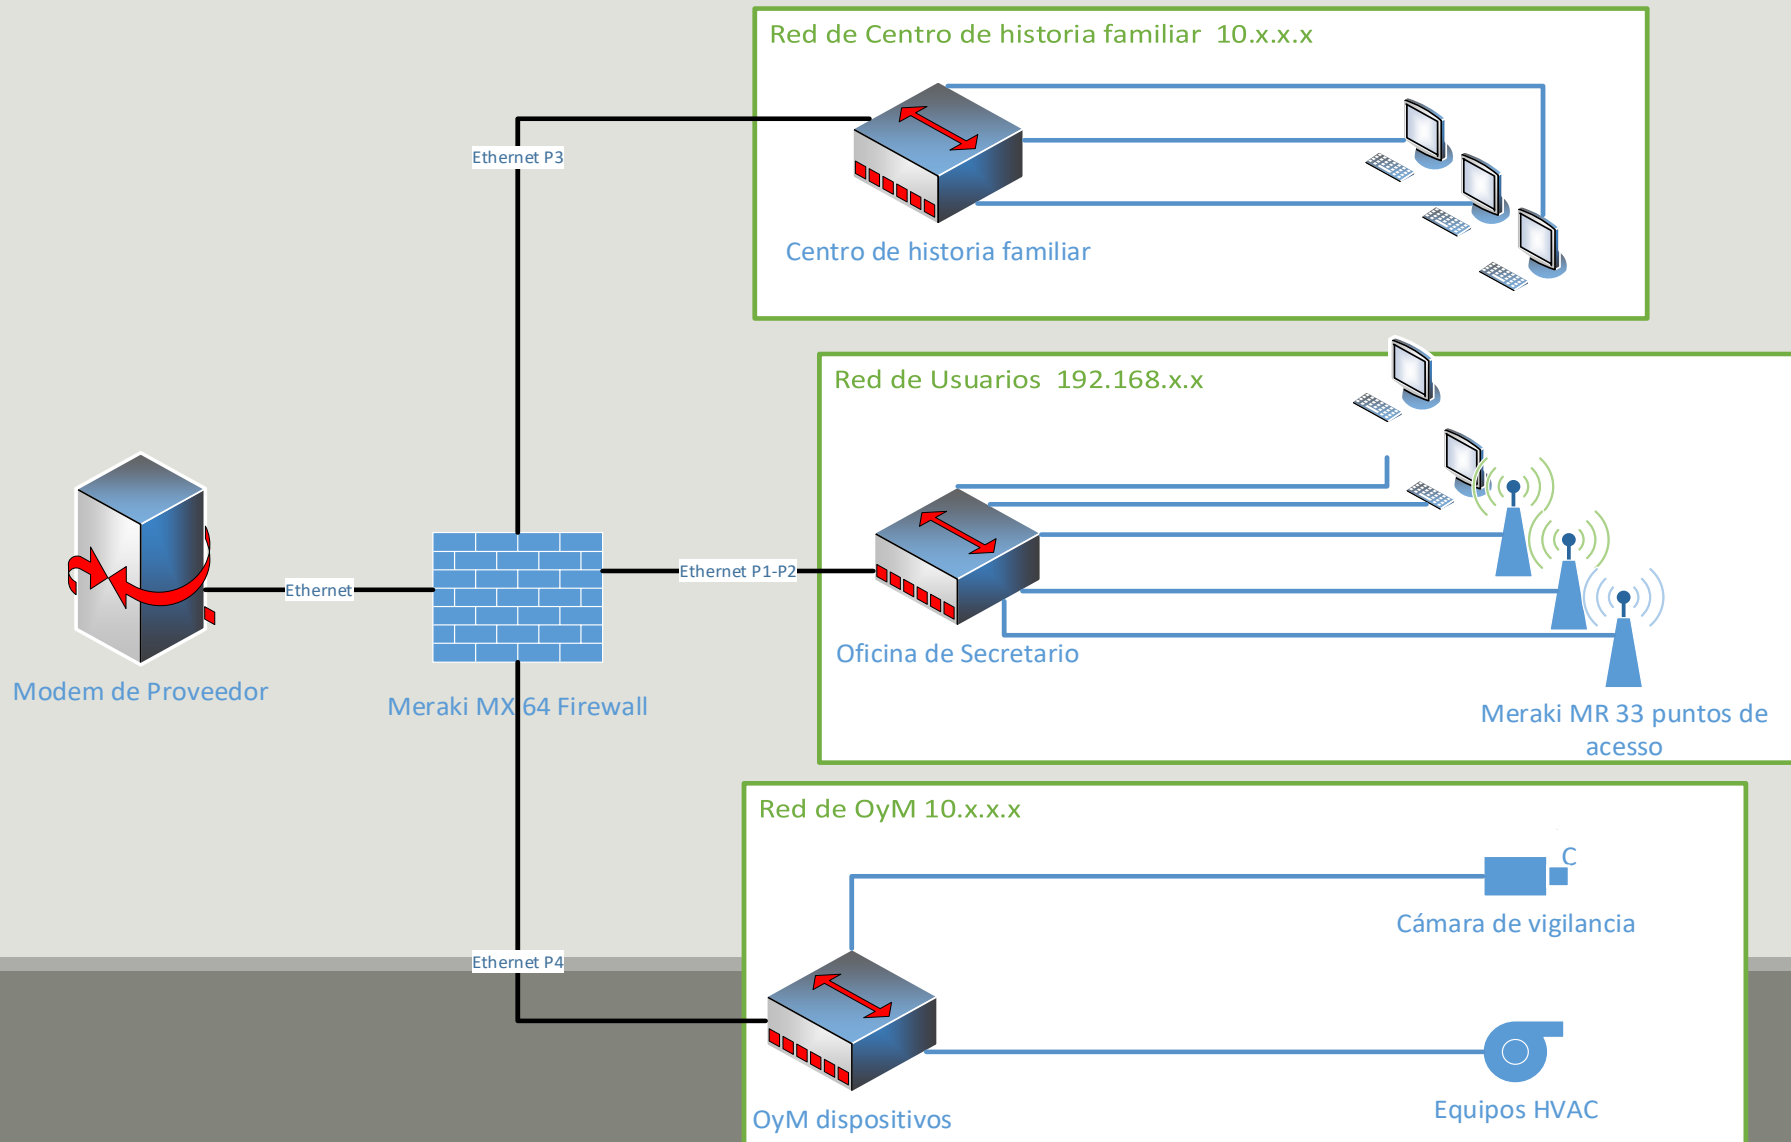 Red de Centro de historia familiar 10.x.x.x
Ethernet P3
Centro de historia familiar
Red de Usuarios 192.168.x.x
Ethernet
Ethernet P1-P2
Oficina de Secretario
Modem de Proveedor
Meraki MX 64 Firewall
Meraki MR 33 puntos de
acesso
Red de OyM 10.x.x.x
C
Cámara de vigilancia
Ethernet P4
Equipos HVAC
OyM dispositivos